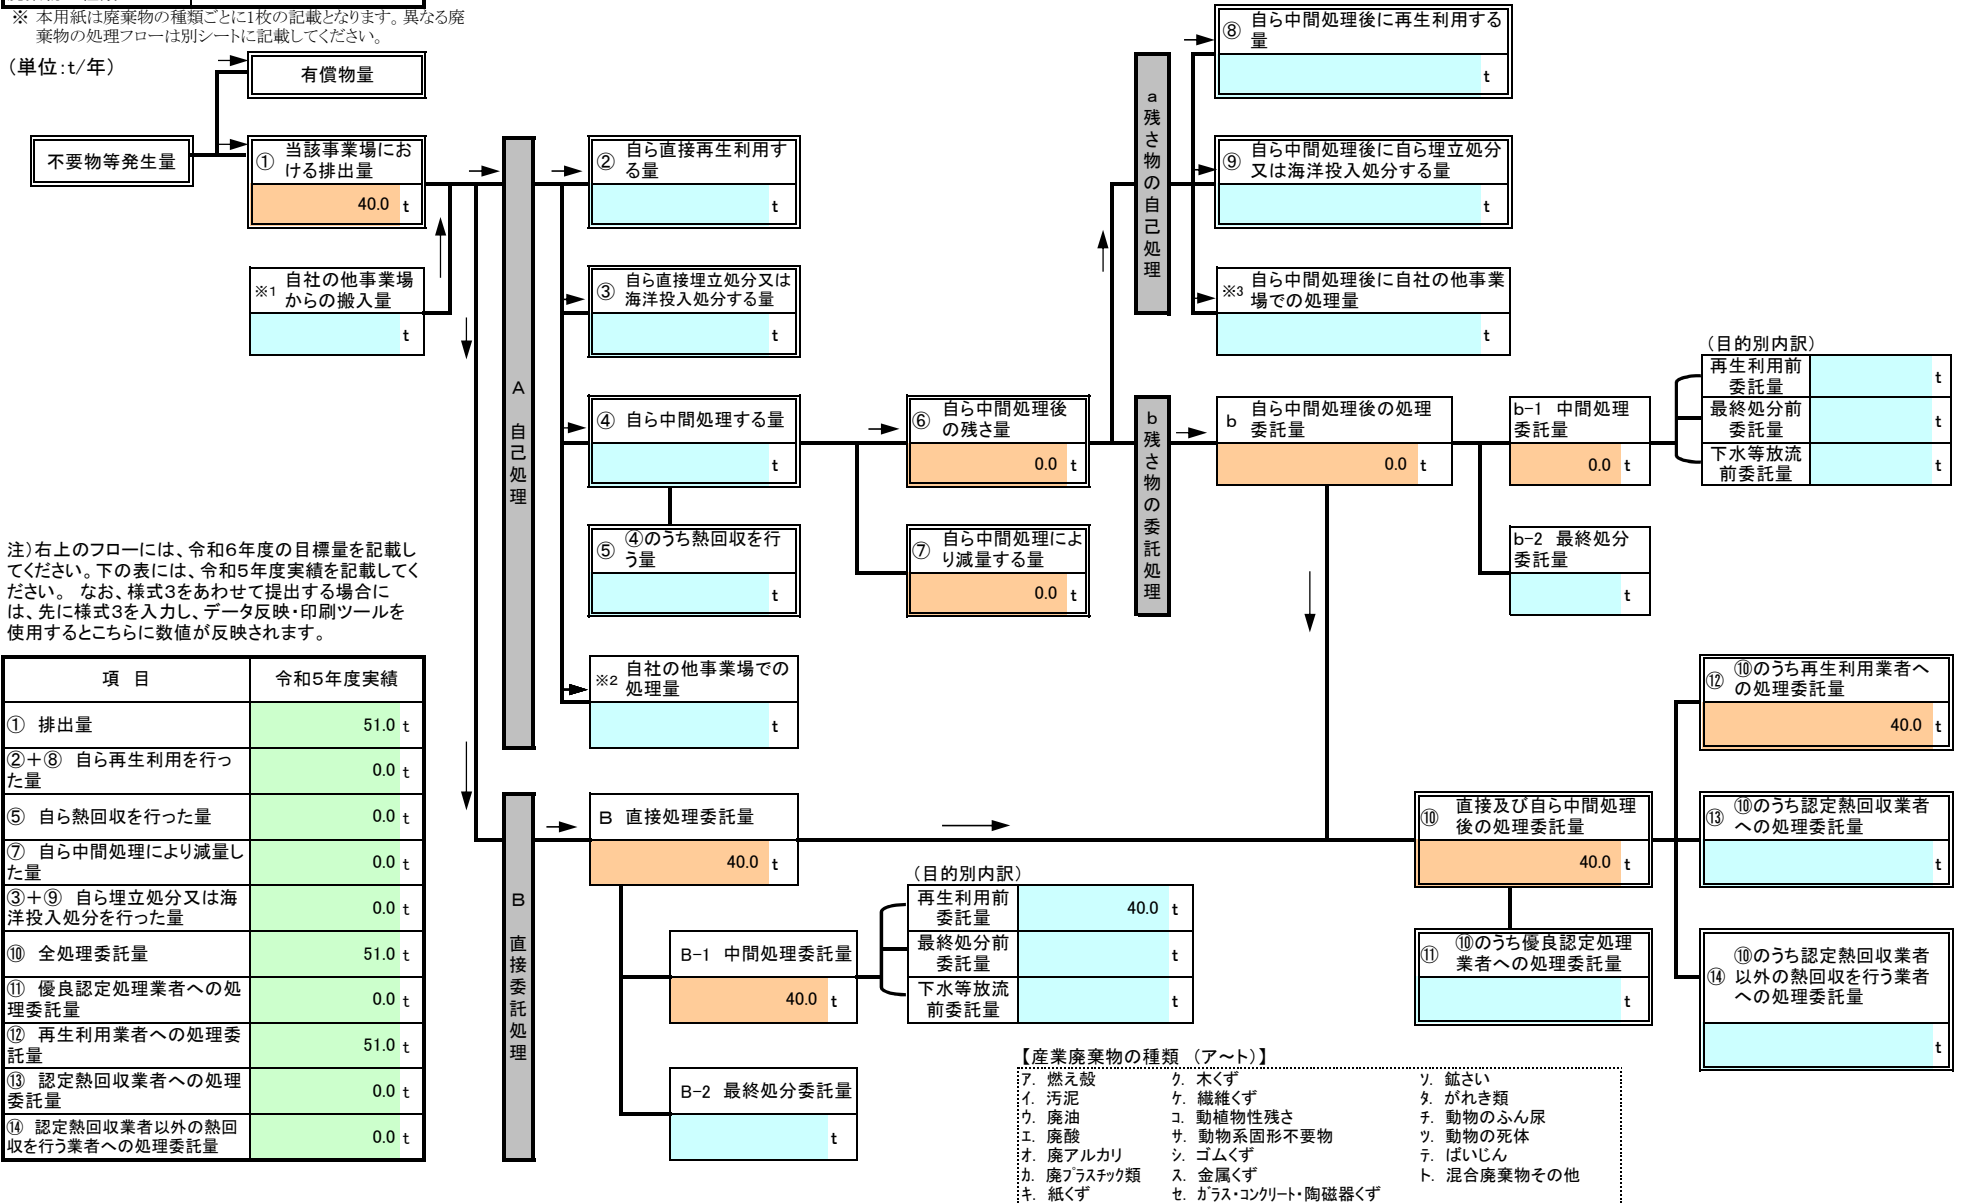 ※ 本用紙は廃棄物の種類ごとに1枚の記載となります。異なる廃
棄物の処理フローは別シートに記載してください。
（単位：t/年）
有償物量
不要物等発生量
① 当該事業場にお
ける排出量
40.0 t
※1 自社の他事業場
からの搬入量
t
A 自己処理
② 自ら直接再生利用す
る量
t
③ 自ら直接埋立処分又は
海洋投入処分する量
t
④ 自ら中間処理する量
t
⑤ ④のうち熱回収を行
う量
t
※2 自社の他事業場での
処理量
t
⑥ 自ら中間処理後
の残さ量
0.0 t
⑦ 自ら中間処理によ
り減量する量
0.0 t
a残さ物の自己処理
⑧ 自ら中間処理後に再生利用する
量
t
⑨ 自ら中間処理後に自ら埋立処分
又は海洋投入処分する量
t
※3 自ら中間処理後に自社の他事業
場での処理量
t
b残さ物の委託処理
b 自ら中間処理後の処理
委託量
0.0 t
b-1 中間処理
委託量
0.0 t
（目的別内訳）
再生利用前
委託量
t
最終処分前
委託量
t
下水等放流
前委託量
t
b-2 最終処分
委託量
t
注）右上のフローには、令和６年度の目標量を記載し
てください。下の表には、令和５年度実績を記載してく
ださい。 なお、様式３をあわせて提出する場合に
は、先に様式３を入力し、データ反映・印刷ツールを
使用するとこちらに数値が反映されます。
項 目 令和５年度実績
① 排出量 51.0 t
②＋⑧ 自ら再生利用を行っ
た量 0.0 t
⑤ 自ら熱回収を行った量 0.0 t
⑦ 自ら中間処理により減量し
た量 0.0 t
③＋⑨ 自ら埋立処分又は海
洋投入処分を行った量 0.0 t
⑩ 全処理委託量 51.0 t
⑪ 優良認定処理業者への処
理委託量 0.0 t
⑫ 再生利用業者への処理委
託量 51.0 t
⑬ 認定熱回収業者への処理
委託量 0.0 t
⑭ 認定熱回収業者以外の熱回
収を行う業者への処理委託量 0.0 t
B 直接委託処理
B 直接処理委託量
40.0 t
B-1 中間処理委託量
40.0 t
（目的別内訳）
再生利用前
委託量
40.0 t
最終処分前
委託量
t
下水等放流
前委託量
t
B-2 最終処分委託量
t
⑩ 直接及び自ら中間処理
後の処理委託量
40.0 t
⑪ ⑩のうち優良認定処理
業者への処理委託量
t
⑫ ⑩のうち再生利用業者へ
の処理委託量
40.0 t
⑬ ⑩のうち認定熱回収業者
への処理委託量
t
⑭ ⑩のうち認定熱回収業者
以外の熱回収を行う業者
への処理委託量
t
【産業廃棄物の種類 （ア～ト）】
ア. 燃え殻 ク. 木くず ソ. 鉱さい
イ. 汚泥 ケ. 繊維くず タ. がれき類
ウ. 廃油 コ. 動植物性残さ チ. 動物のふん尿
エ. 廃酸 サ. 動物系固形不要物 ツ. 動物の死体
オ. 廃アルカリ シ. ゴムくず テ. ばいじん
カ. 廃プラスチック類 ス. 金属くず ト. 混合廃棄物その他
キ. 紙くず セ. ガラス・コンクリート・陶磁器くず